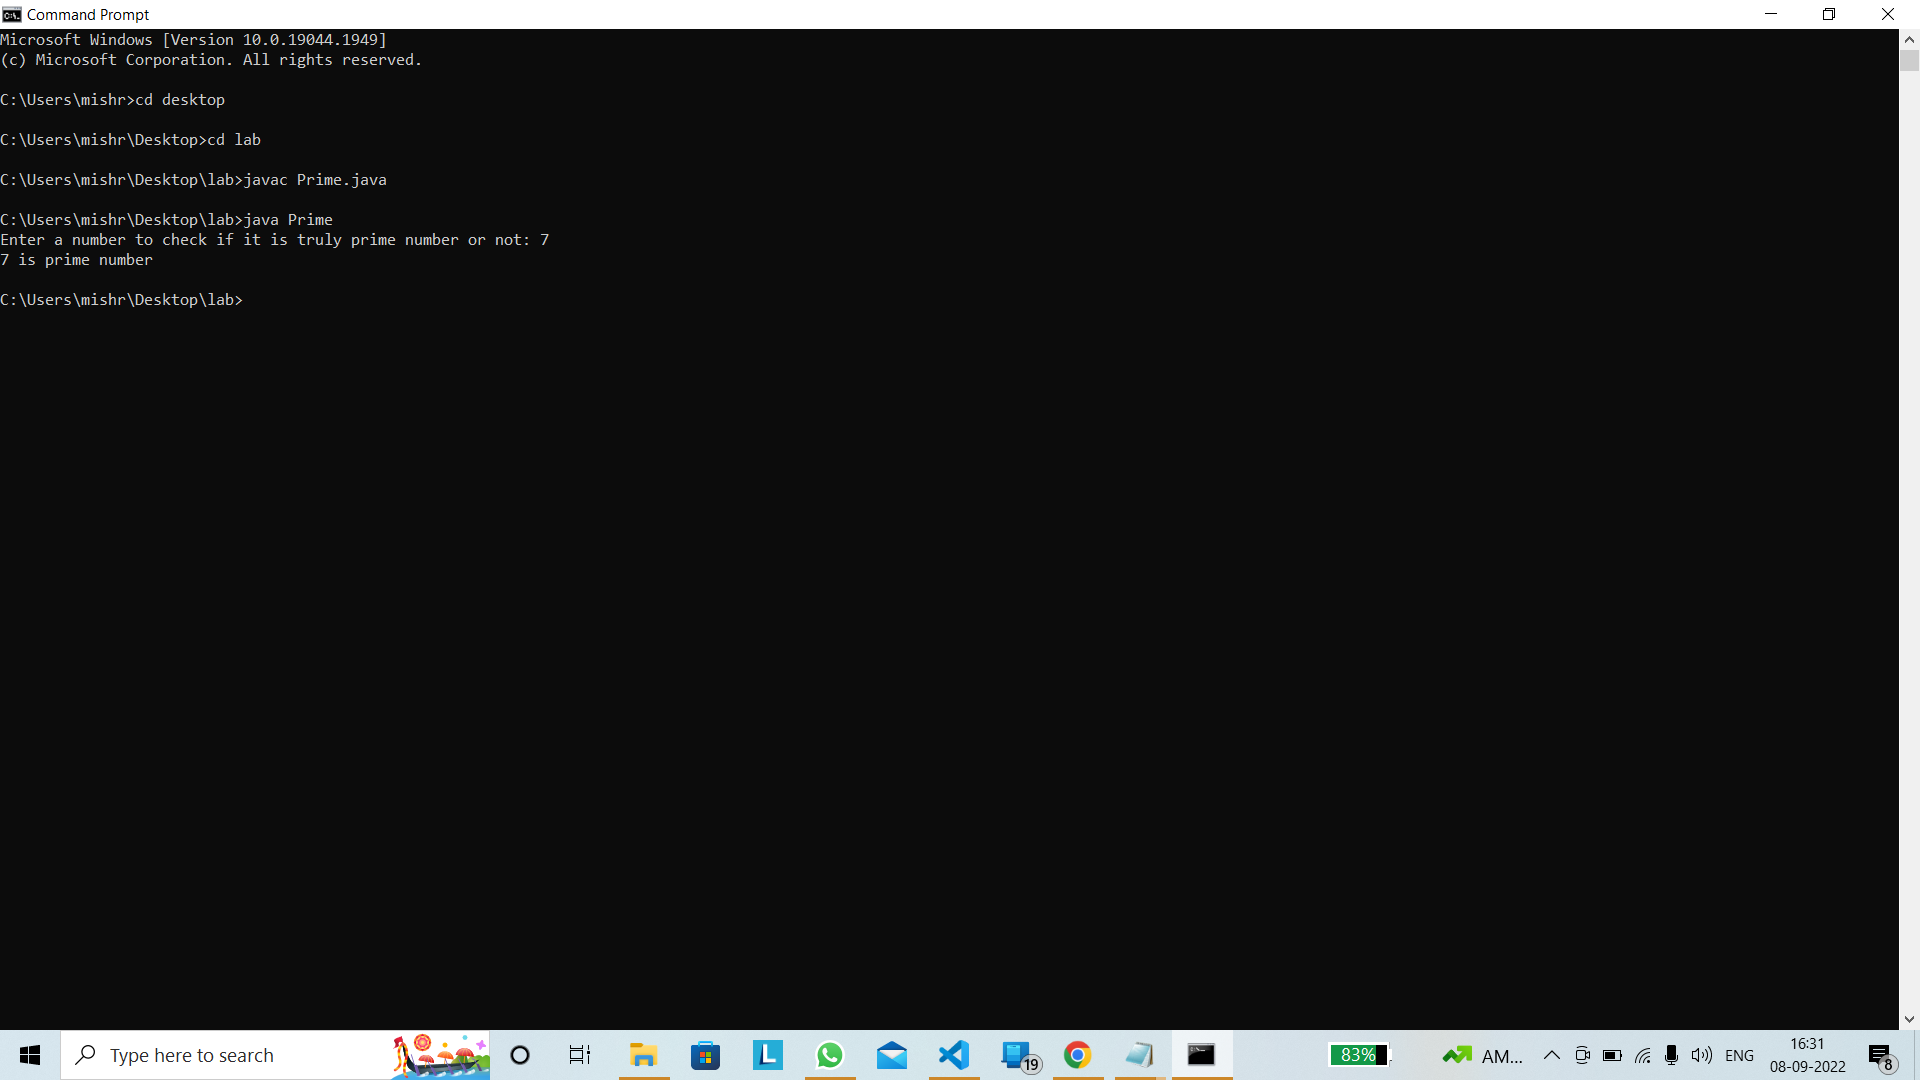 Command Prompt
Microsoft Windows [Version 10.0.19044.1949]
(c) Microsoft Corporation. All rights reserved.
C:\Users\mishr>cd desktop
C:\Users\mishr\Desktop>cd lab
C:\Users\mishr\Desktop\lab>javac Prime.java
C:\Users\mishr\Desktop\lab>java Prime
Enter a number to check if it is truly prime number or not: 7
7 is prime number
C:\Users\mishr\Desktop\lab>
Type here to search
L
19
83%
AM...
ENG
16:31
08-09-2022
8